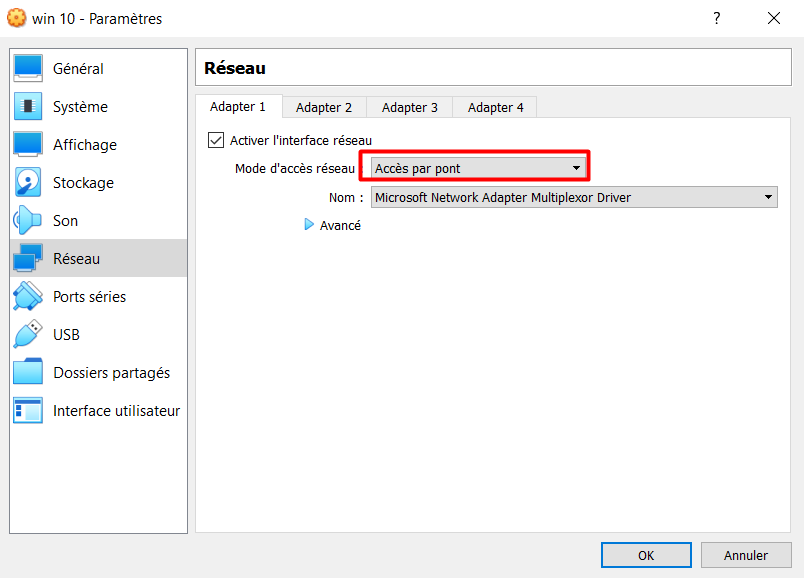 win 10 - Paramètres
?
Général
Système
Affichage
Stockage
Son
Réseau
Ports séries
USB
Dossiers partagés
Interface utilisateur
Réseau
Adapter 1
Adapter 2
Adapter 3
Adapter 4
Activer l'interface réseau
Mode d'accès réseau : Accès par pont
Nom : Microsoft Network Adapter Multiplexor Driver
Avancé
OK
Annuler